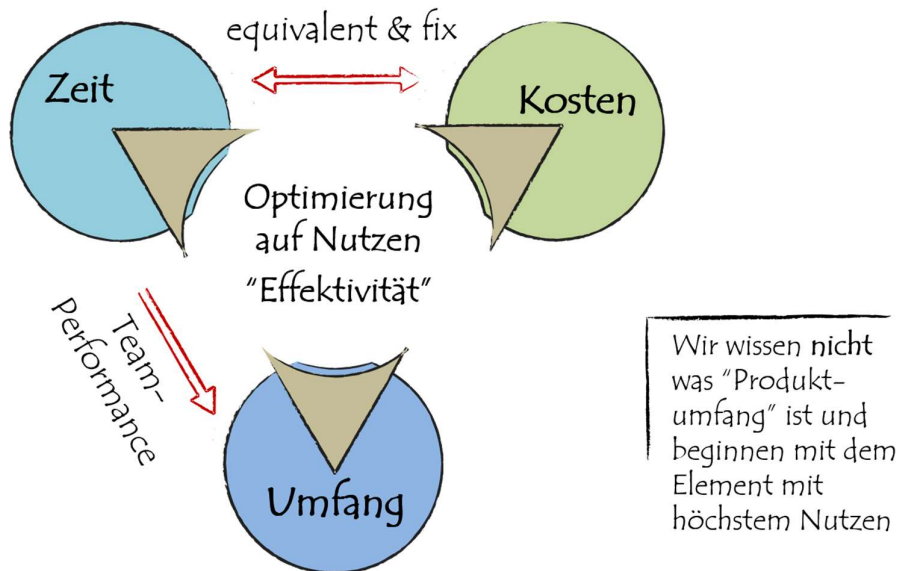 equivalent & fix
Zeit
Kosten
Optimierung
auf Nutzen
"Effektivität"
Team-
Performance
Umfang
Wir wissen nicht
was "Produkt-
umfang" ist und
beginnen mit dem
Element mit
höchstem Nutzen